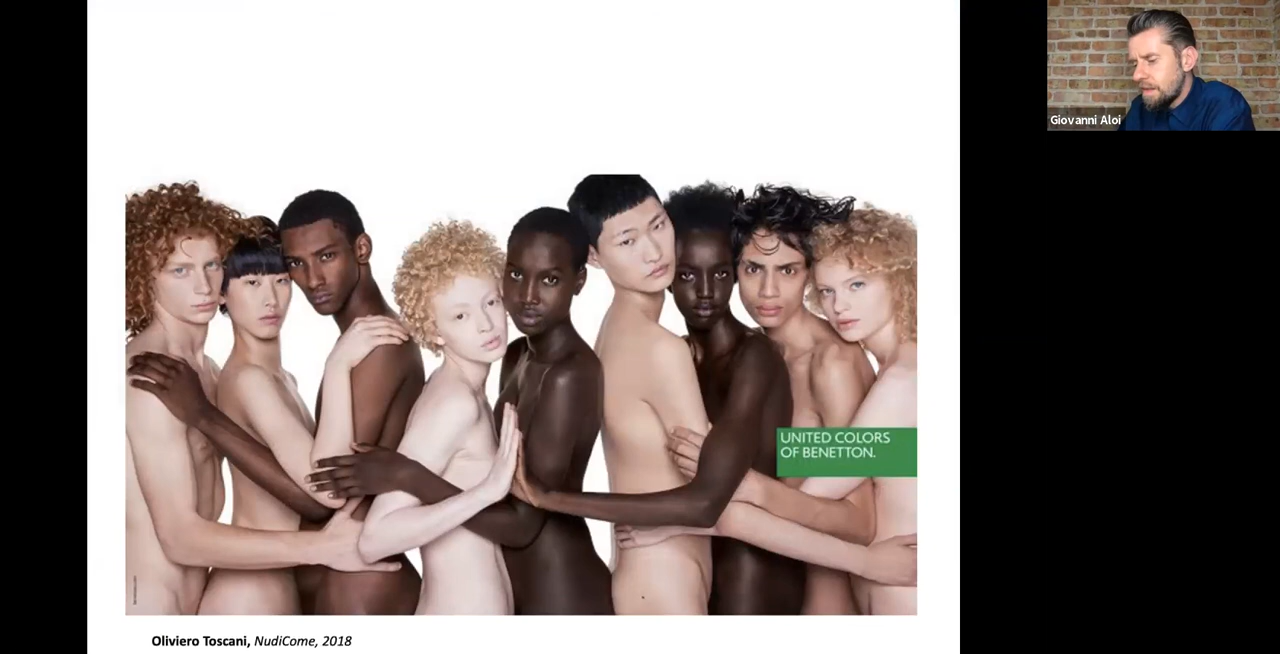 Giovanni Aloi
UNITED COLORS
OF BENETTON.
Oliviero Toscani, NudiCome, 2018